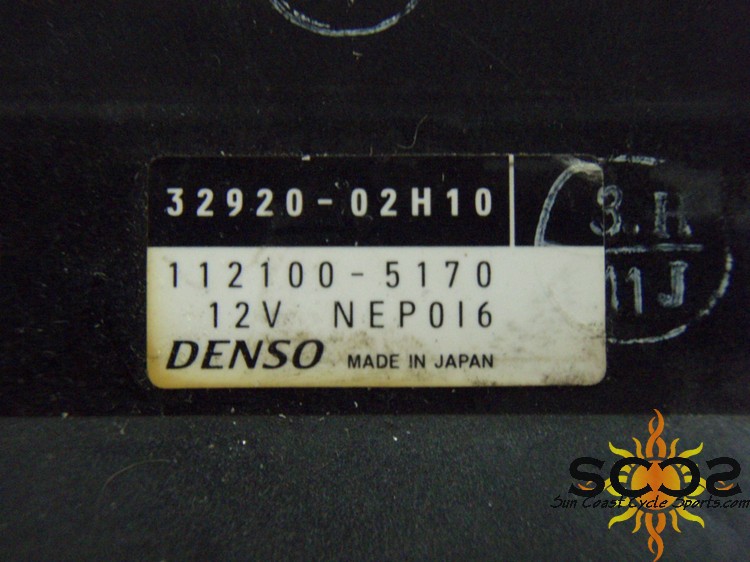 32920-02H10
112100-5170
12V NEP016
DENSO MADE IN JAPAN
3.H
11J
SCCS
Sun Coast Cycle Sports.com